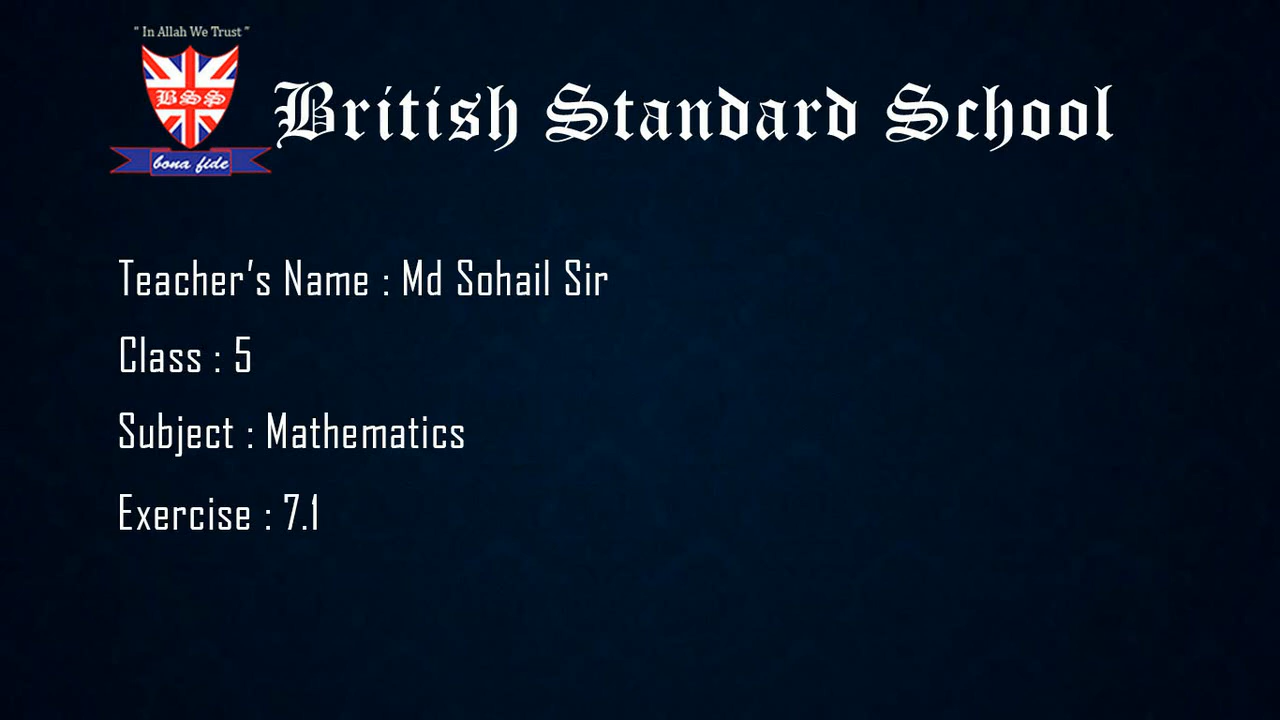 “ In Allah We Trust ”
BSS
bona fide
British Standard School
Teacher’s Name : Md Sohail Sir
Class : 5
Subject : Mathematics
Exercise : 7.1